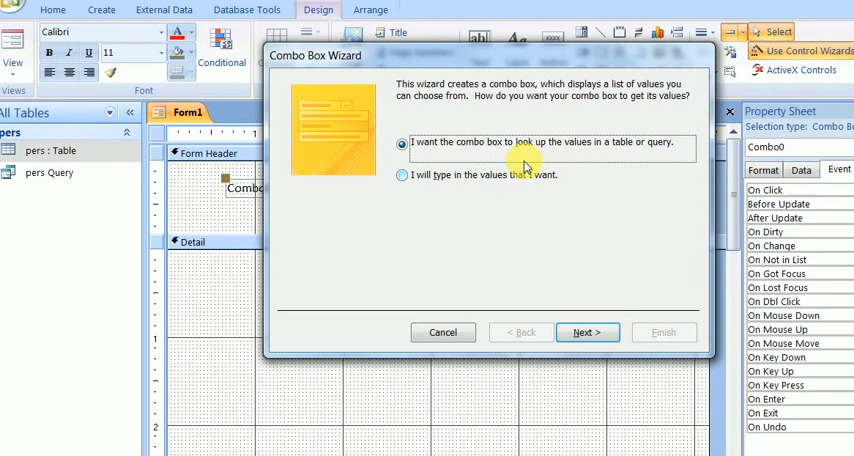 Home Create External Data Database Tools Design Arrange
Calibri
Title
Select
B I U 11
Use Control Wizards
ActiveX Controls
View
Conditional
Views
Font
All Tables
pers
pers : Table
pers Query
Form1
1
Form Header
Combo
Detail
1
2
Combo Box Wizard
This wizard creates a combo box, which displays a list of values you
can choose from. How do you want your combo box to get its values?
I want the combo box to look up the values in a table or query.
I will type in the values that I want.
Cancel
< Back
Next >
Finish
Property Sheet
Selection type: Combo Bo
Combo0
Format Data Event
On Click
Before Update
After Update
On Dirty
On Change
On Not in List
On Got Focus
On Lost Focus
On Dbl Click
On Mouse Down
On Mouse Up
On Mouse Move
On Key Down
On Key Up
On Key Press
On Enter
On Exit
On Undo